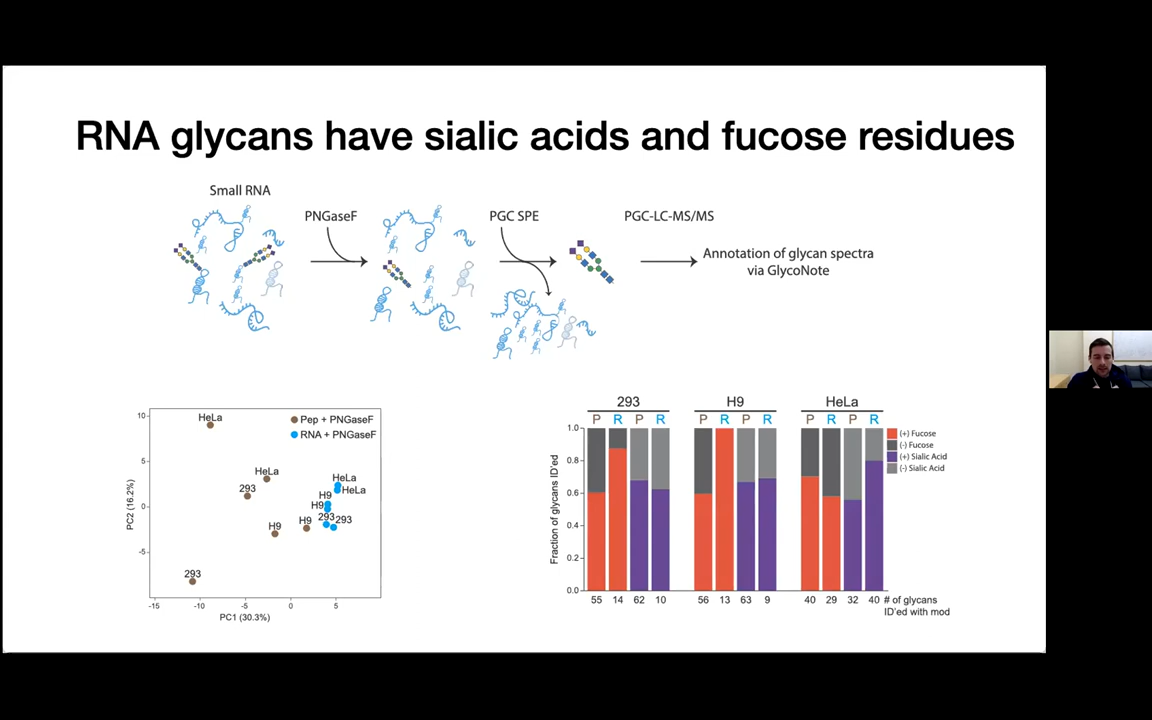 RNA glycans have sialic acids and fucose residues
Small RNA
PNGaseF
PGC SPE
PGC-LC-MS/MS
Annotation of glycan spectra
via GlycoNote
10
5
0
-5
PC2 (16.2%)
-15
-10
-5
0
5
PC1 (30.3%)
Pep + PNGaseF
RNA + PNGaseF
HeLa
HeLa
293
H9
H9
293
HeLa
HeLa
H9
H9
293
293
293
H9
HeLa
P R P R
P R P R
P R P R
Fraction of glycans ID'ed
1.0
0.8
0.6
0.4
0.2
0.0
55 14 62 10
56 13 63 9
40 29 32 40
# of glycans
ID'ed with mod
(+) Fucose
(-) Fucose
(+) Sialic Acid
(-) Sialic Acid